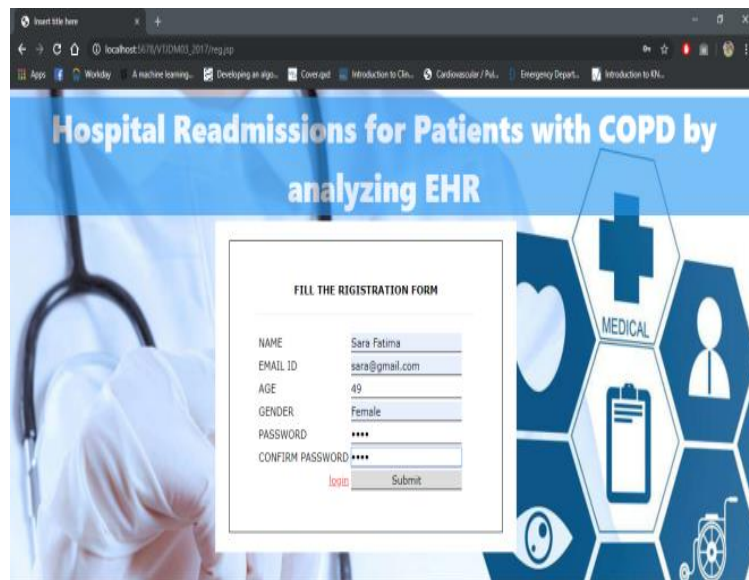 Insert title here
localhost:5678/VTJDM03_2017/reg.jsp
Apps Workday A machine learning... Developing an algo... Cover.qxd Introduction to Clin... Cardiovascular / Pul... Emergency Depart... Introduction to KN...
Hospital Readmissions for Patients with COPD by
analyzing EHR
FILL THE RIGISTRATION FORM
NAME Sara Fatima
EMAIL ID sara@gmail.com
AGE 49
GENDER Female
PASSWORD ••••
CONFIRM PASSWORD ••••
login Submit
MEDICAL